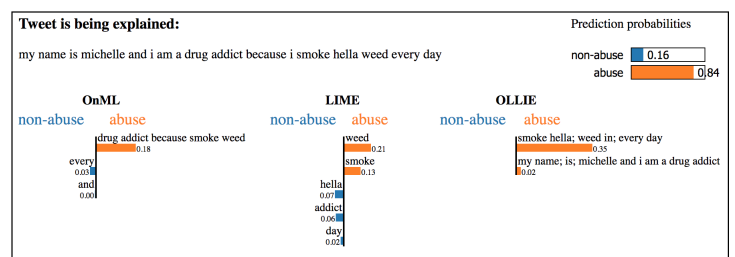 Tweet is being explained:
Prediction probabilities
my name is michelle and i am a drug addict because i smoke hella weed every day
non-abuse 0.16
abuse 0.84
OnML
non-abuse abuse
drug addict because smoke weed
0.18
every
0.03
and
0.00
LIME
non-abuse abuse
weed
0.21
smoke
0.13
hella
0.07
addict
0.06
day
0.02
OLLIE
non-abuse abuse
smoke hella; weed in; every day
0.35
my name; is; michelle and i am a drug addict
0.02